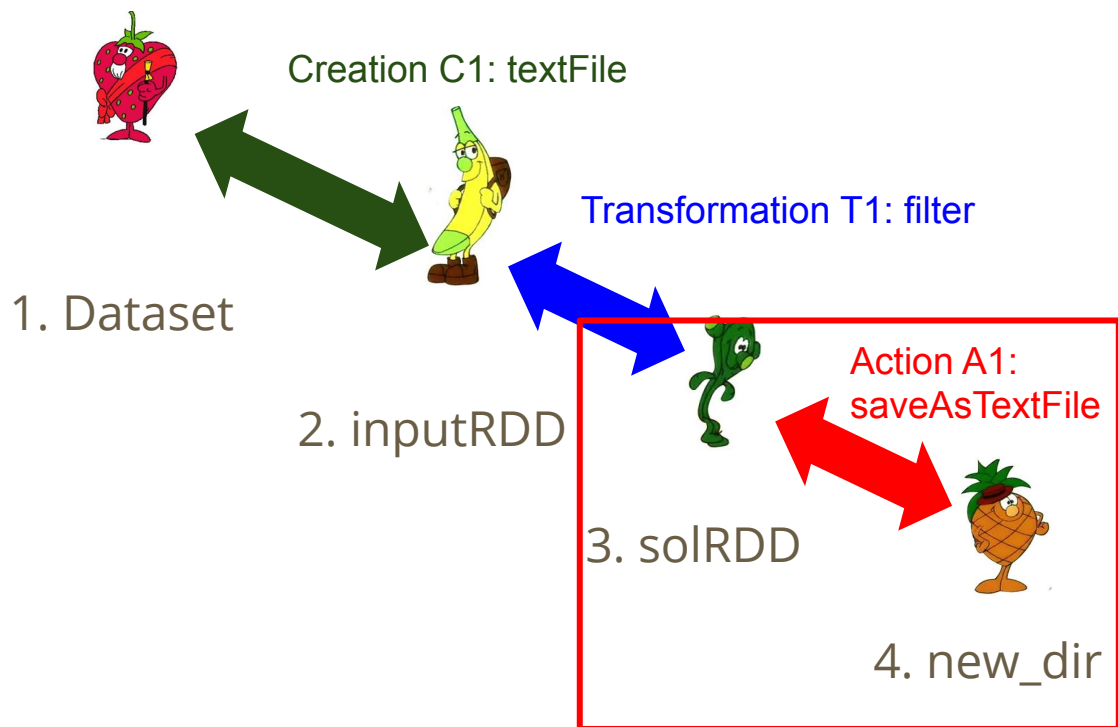 Creation C1: textFile
Transformation T1: filter
1. Dataset
Action A1:
saveAsTextFile
2. inputRDD
3. solRDD
4. new_dir